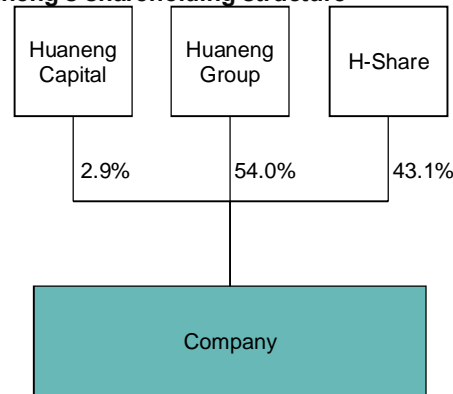 's shareholding structure
Huaneng
Capital
Huaneng
Group
H-Share
2.9%
54.0%
43.1%
Company